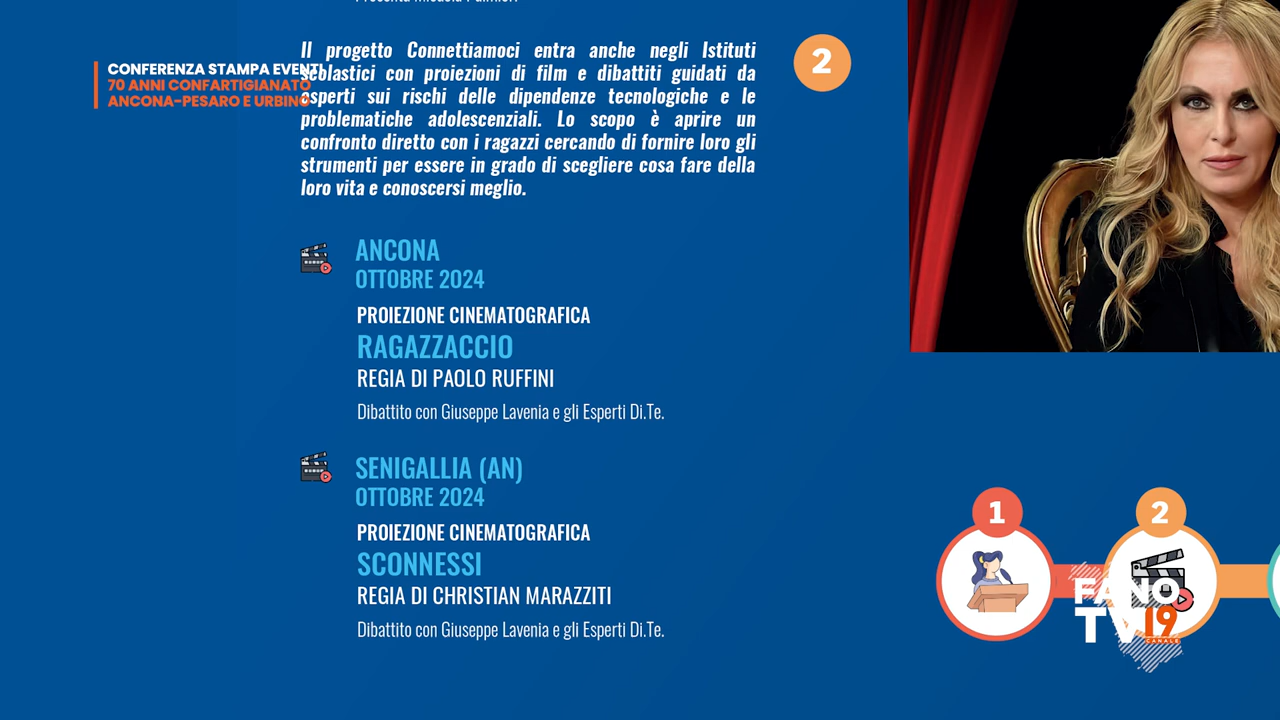 CONFERENZA STAMPA EVENTI
70 ANNI CONFARTIGIANATO
ANCONA-PESARO E URBINO
Il progetto Connettiamoci entra anche negli Istituti
scolastici con proiezioni di film e dibattiti guidati da
esperti sui rischi delle dipendenze tecnologiche e le
problematiche adolescenziali. Lo scopo è aprire un
confronto diretto con i ragazzi cercando di fornire loro gli
strumenti per essere in grado di scegliere cosa fare della
loro vita e conoscersi meglio.
2
ANCONA
OTTOBRE 2024
PROIEZIONE CINEMATOGRAFICA
RAGAZZACCIO
REGIA DI PAOLO RUFFINI
Dibattito con Giuseppe Lavenia e gli Esperti Di.Te.
SENIGALLIA (AN)
OTTOBRE 2024
PROIEZIONE CINEMATOGRAFICA
SCONNESSI
REGIA DI CHRISTIAN MARAZZITI
Dibattito con Giuseppe Lavenia e gli Esperti Di.Te.
1
2
FANO
TV 19
CANALE